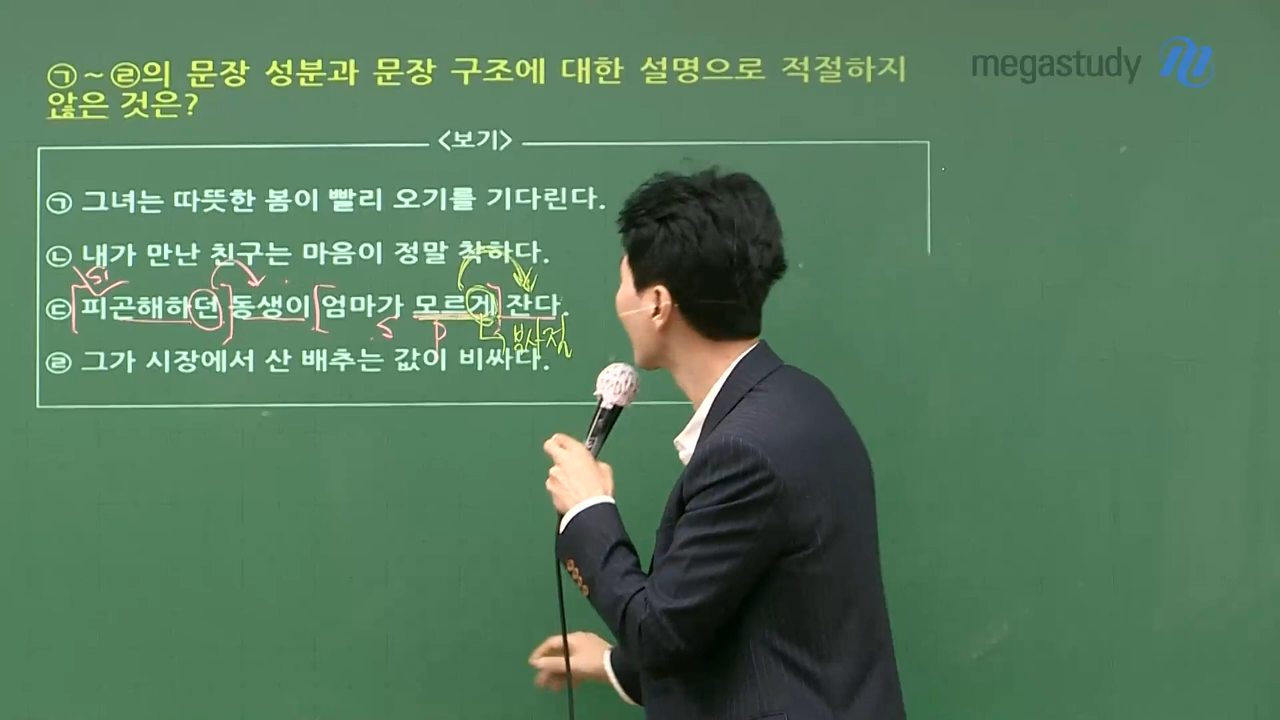 ㉠~㉣의 문장 성분과 문장 구조에 대한 설명으로 적절하지
않은 것은?
megastudy
<보기>
㉠ 그녀는 따뜻한 봄이 빨리 오기를 기다린다.
㉡ 내가 만난 친구는 마음이 정말 착하다.
㉢ 피곤해하던 동생이 엄마가 모르게 잔다.
S
P
부사절
㉣ 그가 시장에서 산 배추는 값이 비싸다.